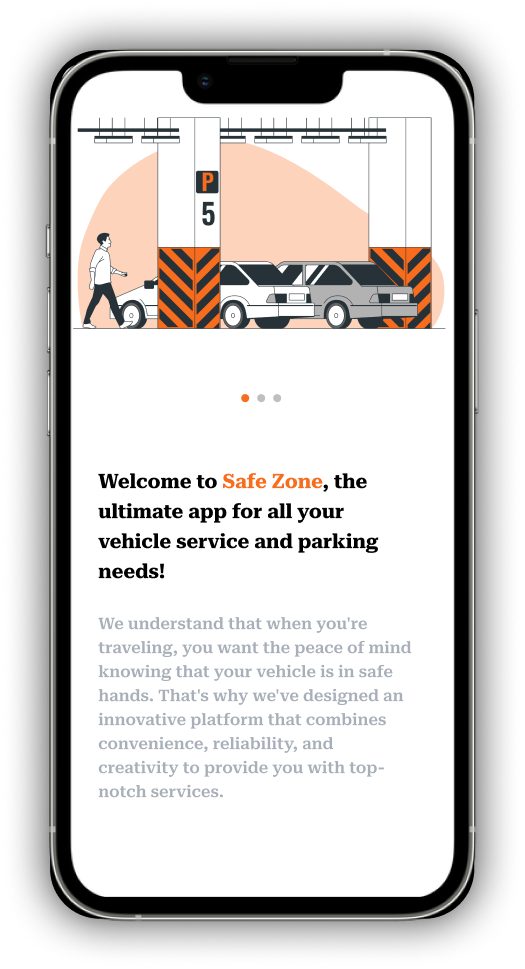 P
5
Welcome to Safe Zone, the
ultimate app for all your
vehicle service and parking
needs!
We understand that when you're
traveling, you want the peace of mind
knowing that your vehicle is in safe
hands. That's why we've designed an
innovative platform that combines
convenience, reliability, and
creativity to provide you with top-
notch services.